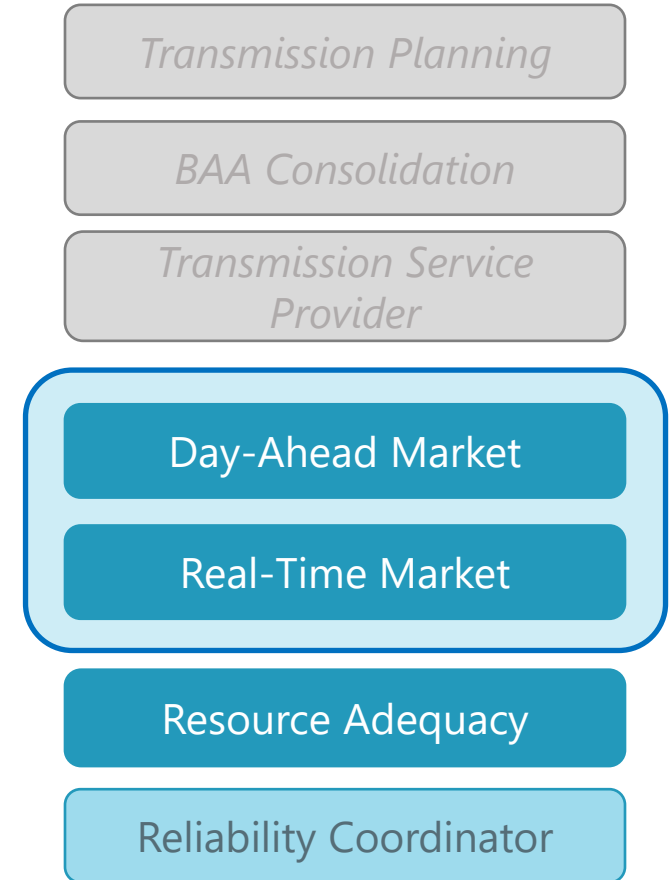 Transmission Planning
BAA Consolidation
Transmission Service
Provider
Day-Ahead Market
Real-Time Market
Resource Adequacy
Reliability Coordinator